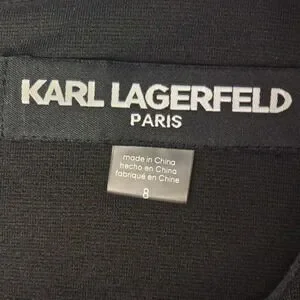 KARL LAGERFELD
PARIS
made in China
hecho en China
fabriqué en Chine
8